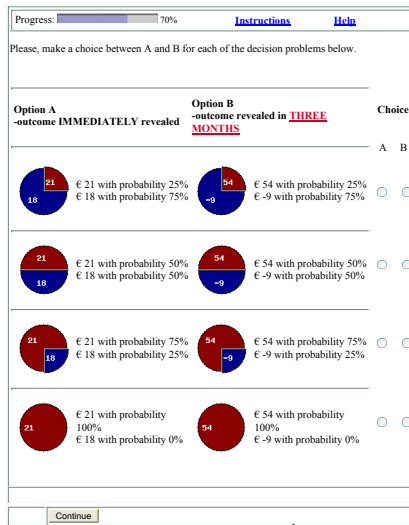 Progress: 70% Instructions Help
Please, make a choice between A and B for each of the decision problems below.
Option A
-outcome IMMEDIATELY revealed
Option B
-outcome revealed in THREE
MONTHS
Choice
A B
21
18
€ 21 with probability 25%
€ 18 with probability 75%
54
-9
€ 54 with probability 25%
€ -9 with probability 75%
21
18
€ 21 with probability 50%
€ 18 with probability 50%
54
-9
€ 54 with probability 50%
€ -9 with probability 50%
21
18
€ 21 with probability 75%
€ 18 with probability 25%
54
-9
€ 54 with probability 75%
€ -9 with probability 25%
21
€ 21 with probability
100%
€ 18 with probability 0%
54
€ 54 with probability
100%
€ -9 with probability 0%
Continue